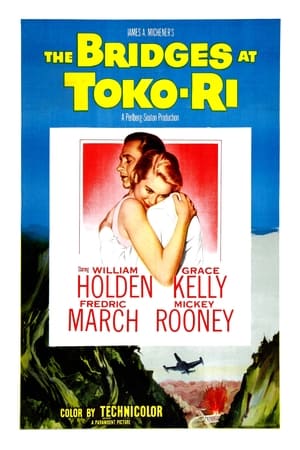 JAMES A. MICHENER'S
THE BRIDGES AT
TOKO-RI
A Perlberg-Seaton Production
Starring WILLIAM HOLDEN
GRACE KELLY
FREDRIC MARCH
MICKEY ROONEY
COLOR BY TECHNICOLOR
A PARAMOUNT PICTURE